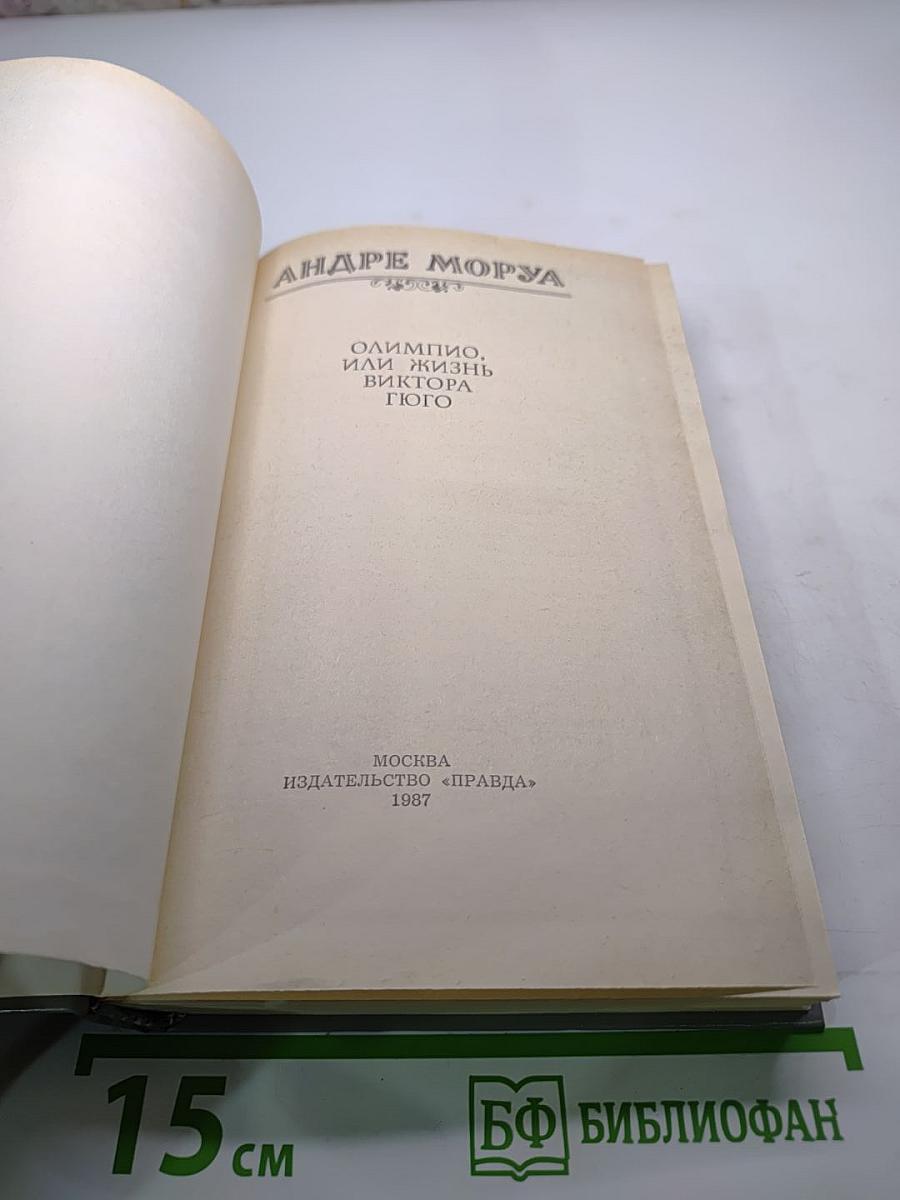 АНДРЕ МОРУА
ОЛИМПИО,
ИЛИ ЖИЗНЬ
ВИКТОРА
ГЮГО
МОСКВА
ИЗДАТЕЛЬСТВО «ПРАВДА»
1987
15 см
БФ БИБЛИОФАН